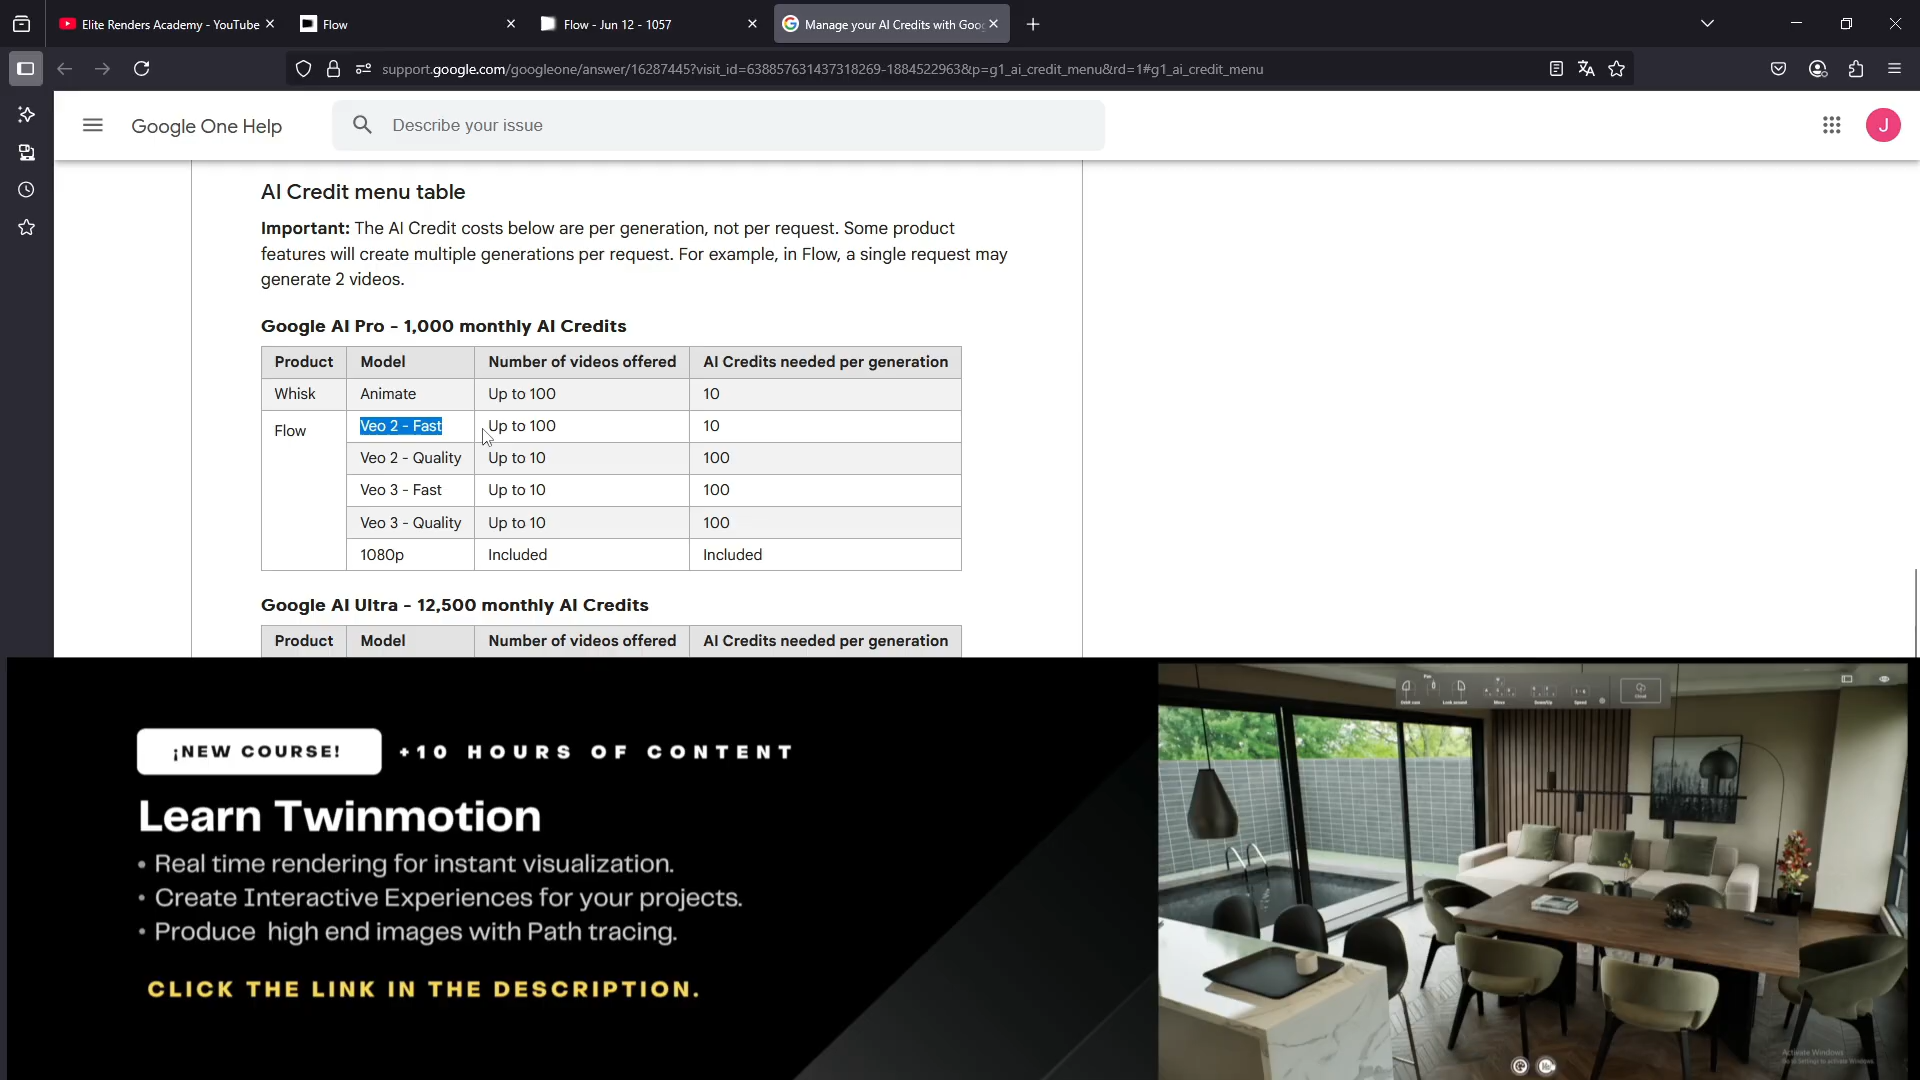 Elite Renders Academy - YouTube
Flow
Flow - Jun 12 - 1057
Manage your AI Credits with Goo
support.google.com/googleone/answer/16287445?visit_id=638857631437318269-1884522963&p=g1_ai_credit_menu&rd=1#g1_ai_credit_menu
Google One Help
Describe your issue
J
AI Credit menu table
Important: The AI Credit costs below are per generation, not per request. Some product
features will create multiple generations per request. For example, in Flow, a single request may
generate 2 videos.
Google AI Pro - 1,000 monthly AI Credits
Product Model Number of videos offered AI Credits needed per generation
Whisk Animate Up to 100 10
Flow Veo 2 - Fast Up to 100 10
Veo 2 - Quality Up to 10 100
Veo 3 - Fast Up to 10 100
Veo 3 - Quality Up to 10 100
1080p Included Included
Google AI Ultra - 12,500 monthly AI Credits
Product Model Number of videos offered AI Credits needed per generation
¡NEW COURSE! +10 HOURS OF CONTENT
Learn Twinmotion
• Real time rendering for instant visualization.
• Create Interactive Experiences for your projects.
• Produce high end images with Path tracing.
CLICK THE LINK IN THE DESCRIPTION.
Pan
Look around
Move
Speed
Activate Windows